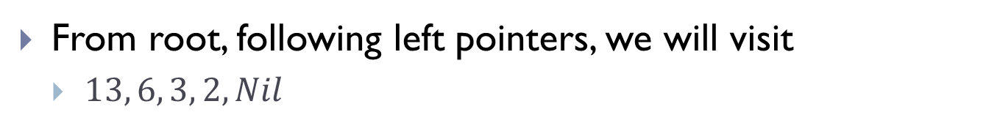 From root, following left pointers, we will visit
13, 6, 3, 2, Nil